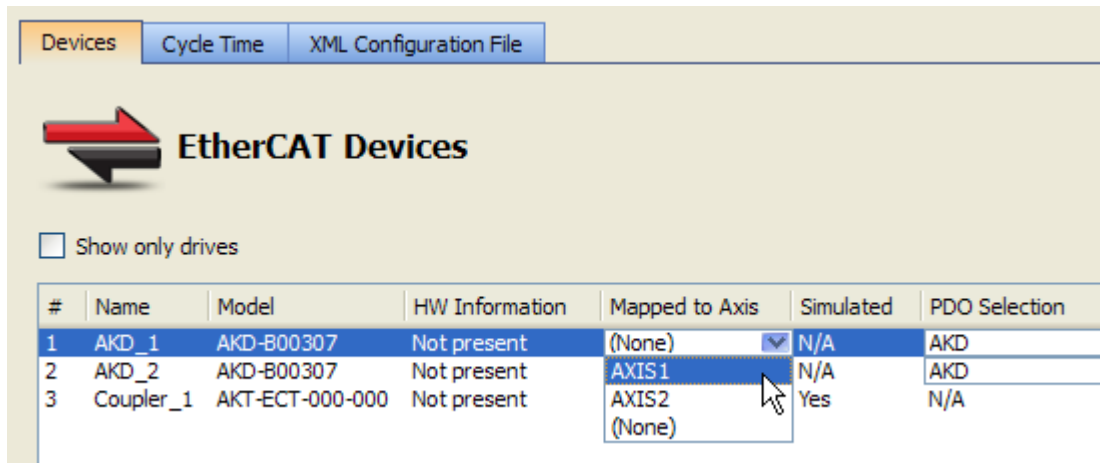 Devices Cycle Time XML Configuration File
EtherCAT Devices
Show only drives
# Name Model HW Information Mapped to Axis Simulated PDO Selection
1 AKD_1 AKD-B00307 Not present (None) N/A AKD
2 AKD_2 AKD-B00307 Not present AXIS1 N/A AKD
3 Coupler_1 AKT-ECT-000-000 Not present AXIS2 Yes N/A
(None)